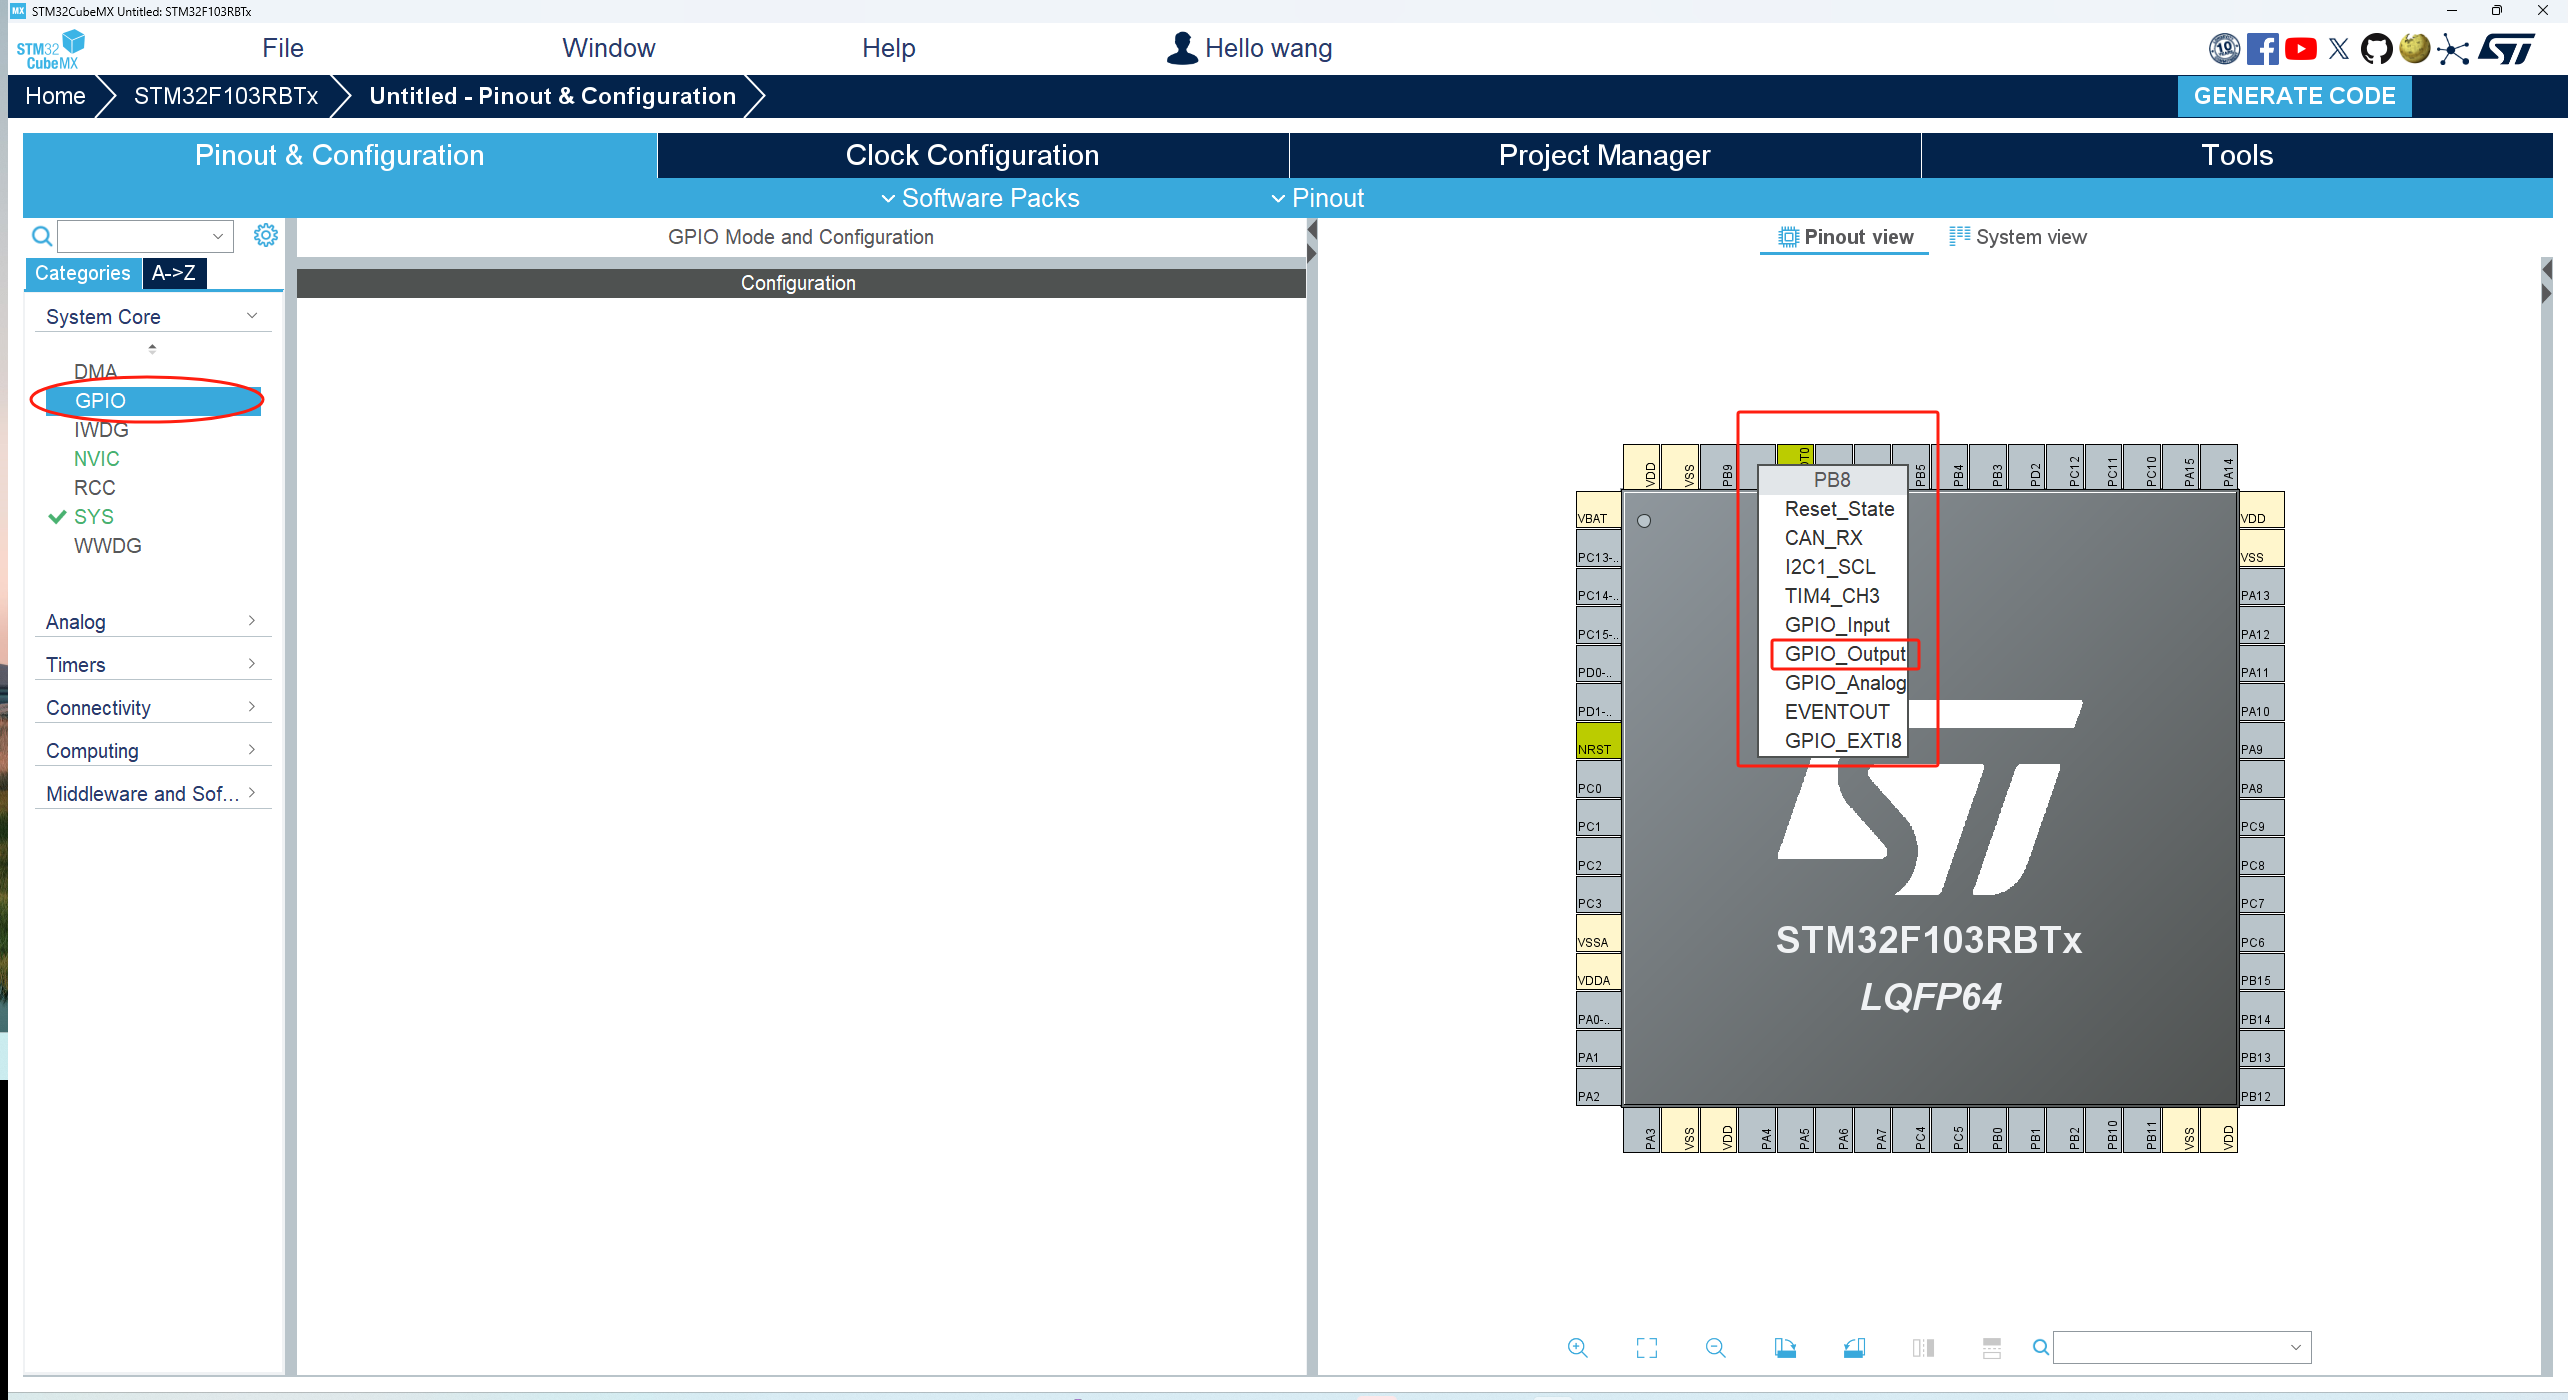 MX STM32CubeMX Untitled: STM32F103RBTx
STM32
CubeMX
File
Window
Help
Hello wang
10
Home
STM32F103RBTx
Untitled - Pinout & Configuration
GENERATE CODE
Pinout & Configuration
Clock Configuration
Project Manager
Tools
Software Packs
Pinout
GPIO Mode and Configuration
Pinout view
System view
Categories
A->Z
Configuration
System Core
DMA
GPIO
IWDG
NVIC
RCC
SYS
WWDG
Analog
Timers
Connectivity
Computing
Middleware and Sof...
VDD
VSS
PB9
PB5
PB4
PB3
PD2
PC12
PC11
PC10
PA15
PA14
PB8
Reset_State
CAN_RX
I2C1_SCL
TIM4_CH3
GPIO_Input
GPIO_Output
GPIO_Analog
EVENTOUT
GPIO_EXTI8
VBAT
PC13-..
PC14-..
PC15-..
PD0-..
PD1-..
NRST
PC0
PC1
PC2
PC3
VSSA
VDDA
PA0-..
PA1
PA2
VDD
VSS
PA13
PA12
PA11
PA10
PA9
PA8
PC9
PC8
PC7
PC6
PB15
PB14
PB13
PB12
STM32F103RBTx
LQFP64
PA3
VSS
VDD
PA4
PA5
PA6
PA7
PC4
PC5
PB0
PB1
PB2
PB10
PB11
VSS
VDD